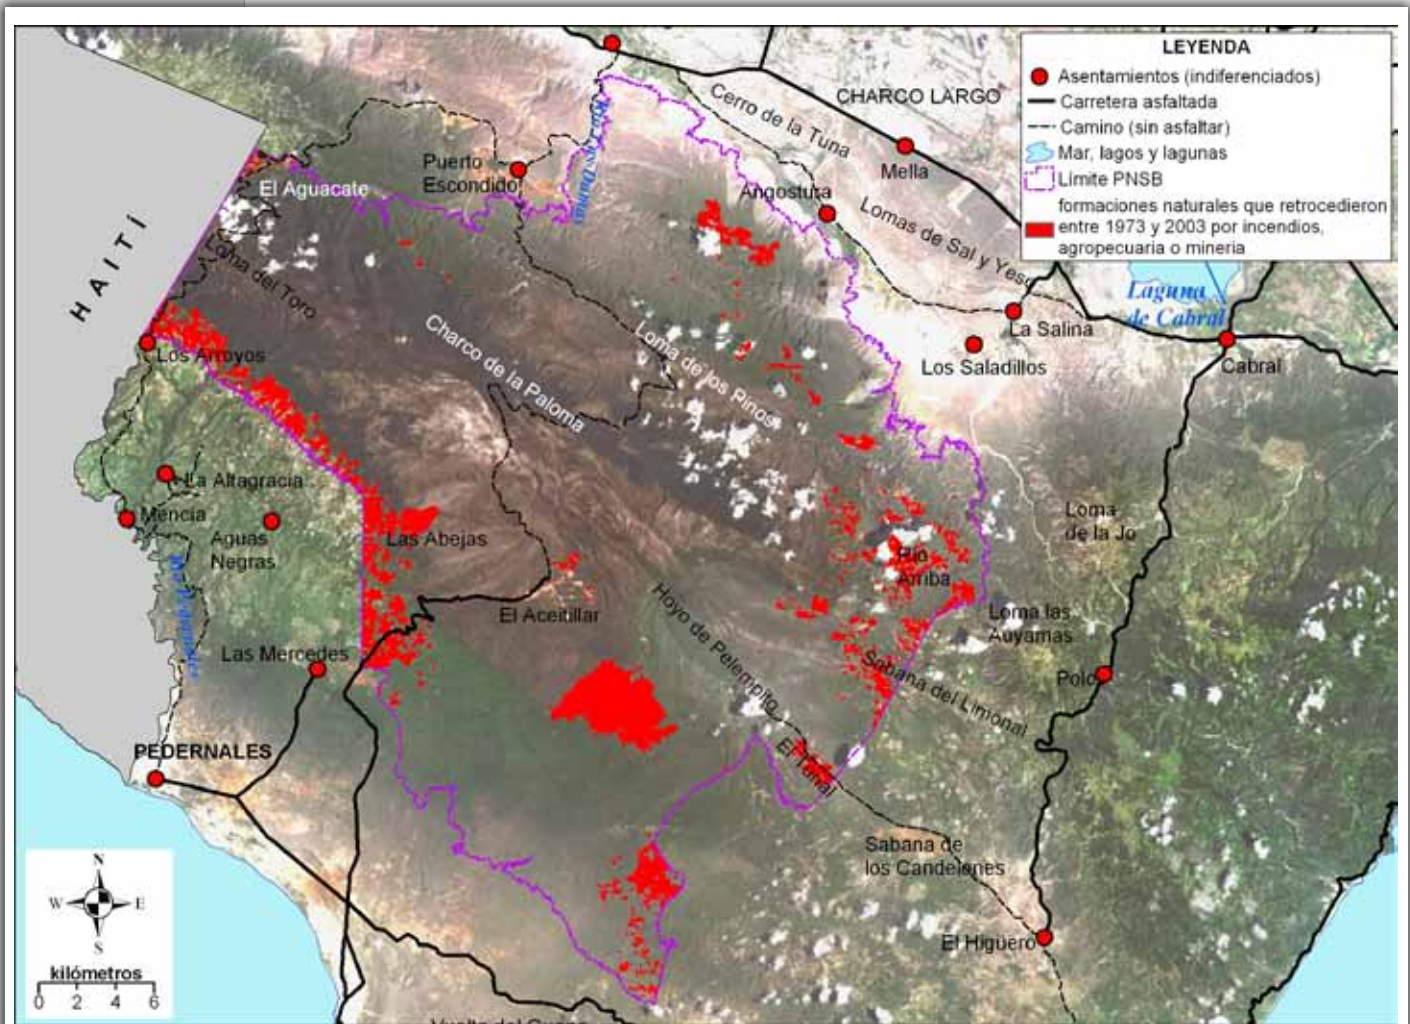 LEYENDA
Asentamientos (indiferenciados)
Carretera asfaltada
Camino (sin asfaltar)
Mar, lagos y lagunas
Límite PNSB
formaciones naturales que retrocedieron
entre 1973 y 2003 por incendios,
agropecuaria o minería
CHARCO LARGO
Cerro de la Tuna
Mella
Puerto
Escondido
El Aguacate
Angostura
Lomas de Sal y Yeso
HAITÍ
Loma del Toro
Laguna
de Cabral
La Salina
Los Arroyos
Charco de la Paloma
Loma de los Pinos
Los Saladillos
Cabral
La Altagracia
Mencia
Aguas
Negras
Las Abejas
Loma
de la Jo
Río
Arriba
El Aceitillar
Hoyo de Pelempito
Loma las
Auyamas
Las Mercedes
Sabana del Limonal
Polo
PEDERNALES
El Tunal
Sabana de
los Candelones
El Higüero
N
W
E
S
kilómetros
0 2 4 6